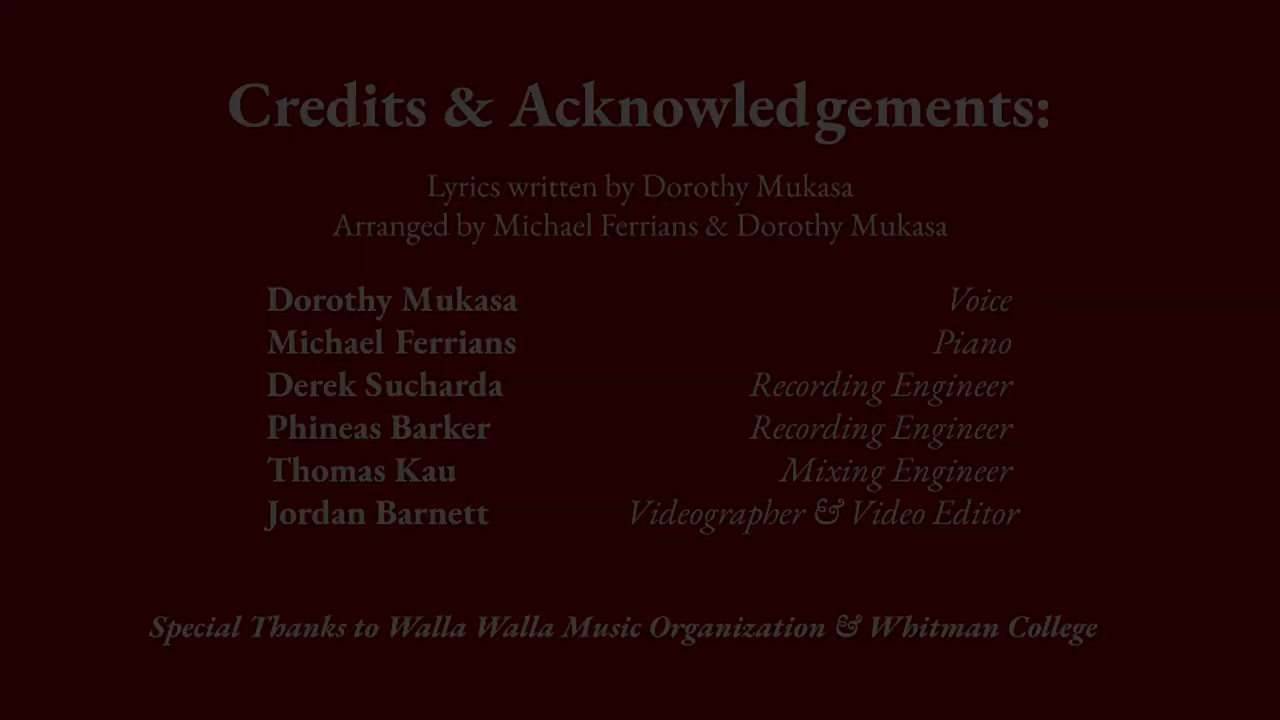 Credits & Acknowledgements:
Lyrics written by Dorothy Mukasa
Arranged by Michael Ferrians & Dorothy Mukasa
Dorothy Mukasa Voice
Michael Ferrians Piano
Derek Sucharda Recording Engineer
Phineas Barker Recording Engineer
Thomas Kau Mixing Engineer
Jordan Barnett Videographer & Video Editor
Special Thanks to Walla Walla Music Organization & Whitman College